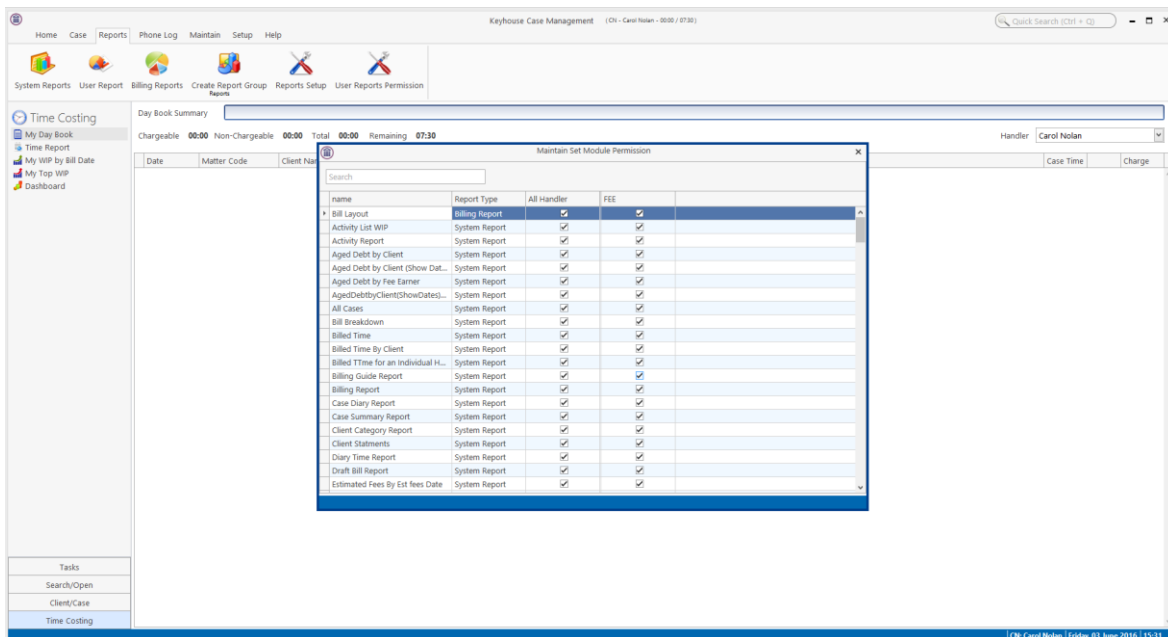 Keyhouse Case Management (CN - Carol Nolan - 00:00 / 07:30)
Quick Search (Ctrl + Q)
Home Case Reports Phone Log Maintain Setup Help
System Reports User Report Billing Reports Create Report Group Reports Setup User Reports Permission
Reports
Time Costing
My Day Book
Time Report
My WIP by Bill Date
My Top WIP
Dashboard
Day Book Summary
Chargeable 00:00 Non-Chargeable 00:00 Total 00:00 Remaining 07:30
Handler Carol Nolan
Date Matter Code Client Nam Case Time Charge
Maintain Set Module Permission
Search
name Report Type All Handler FEE
Bill Layout Billing Report
Activity List WIP System Report
Activity Report System Report
Aged Debt by Client System Report
Aged Debt by Client (Show Dat... System Report
Aged Debt by Fee Earner System Report
AgedDebtbyClient(ShowDates)... System Report
All Cases System Report
Bill Breakdown System Report
Billed Time System Report
Billed Time By Client System Report
Billed TTme for an Individual H... System Report
Billing Guide Report System Report
Billing Report System Report
Case Diary Report System Report
Case Summary Report System Report
Client Category Report System Report
Client Statments System Report
Diary Time Report System Report
Draft Bill Report System Report
Estimated Fees By Est fees Date System Report
Tasks
Search/Open
Client/Case
Time Costing
CN: Carol Nolan Friday, 03 June 2016 15:31